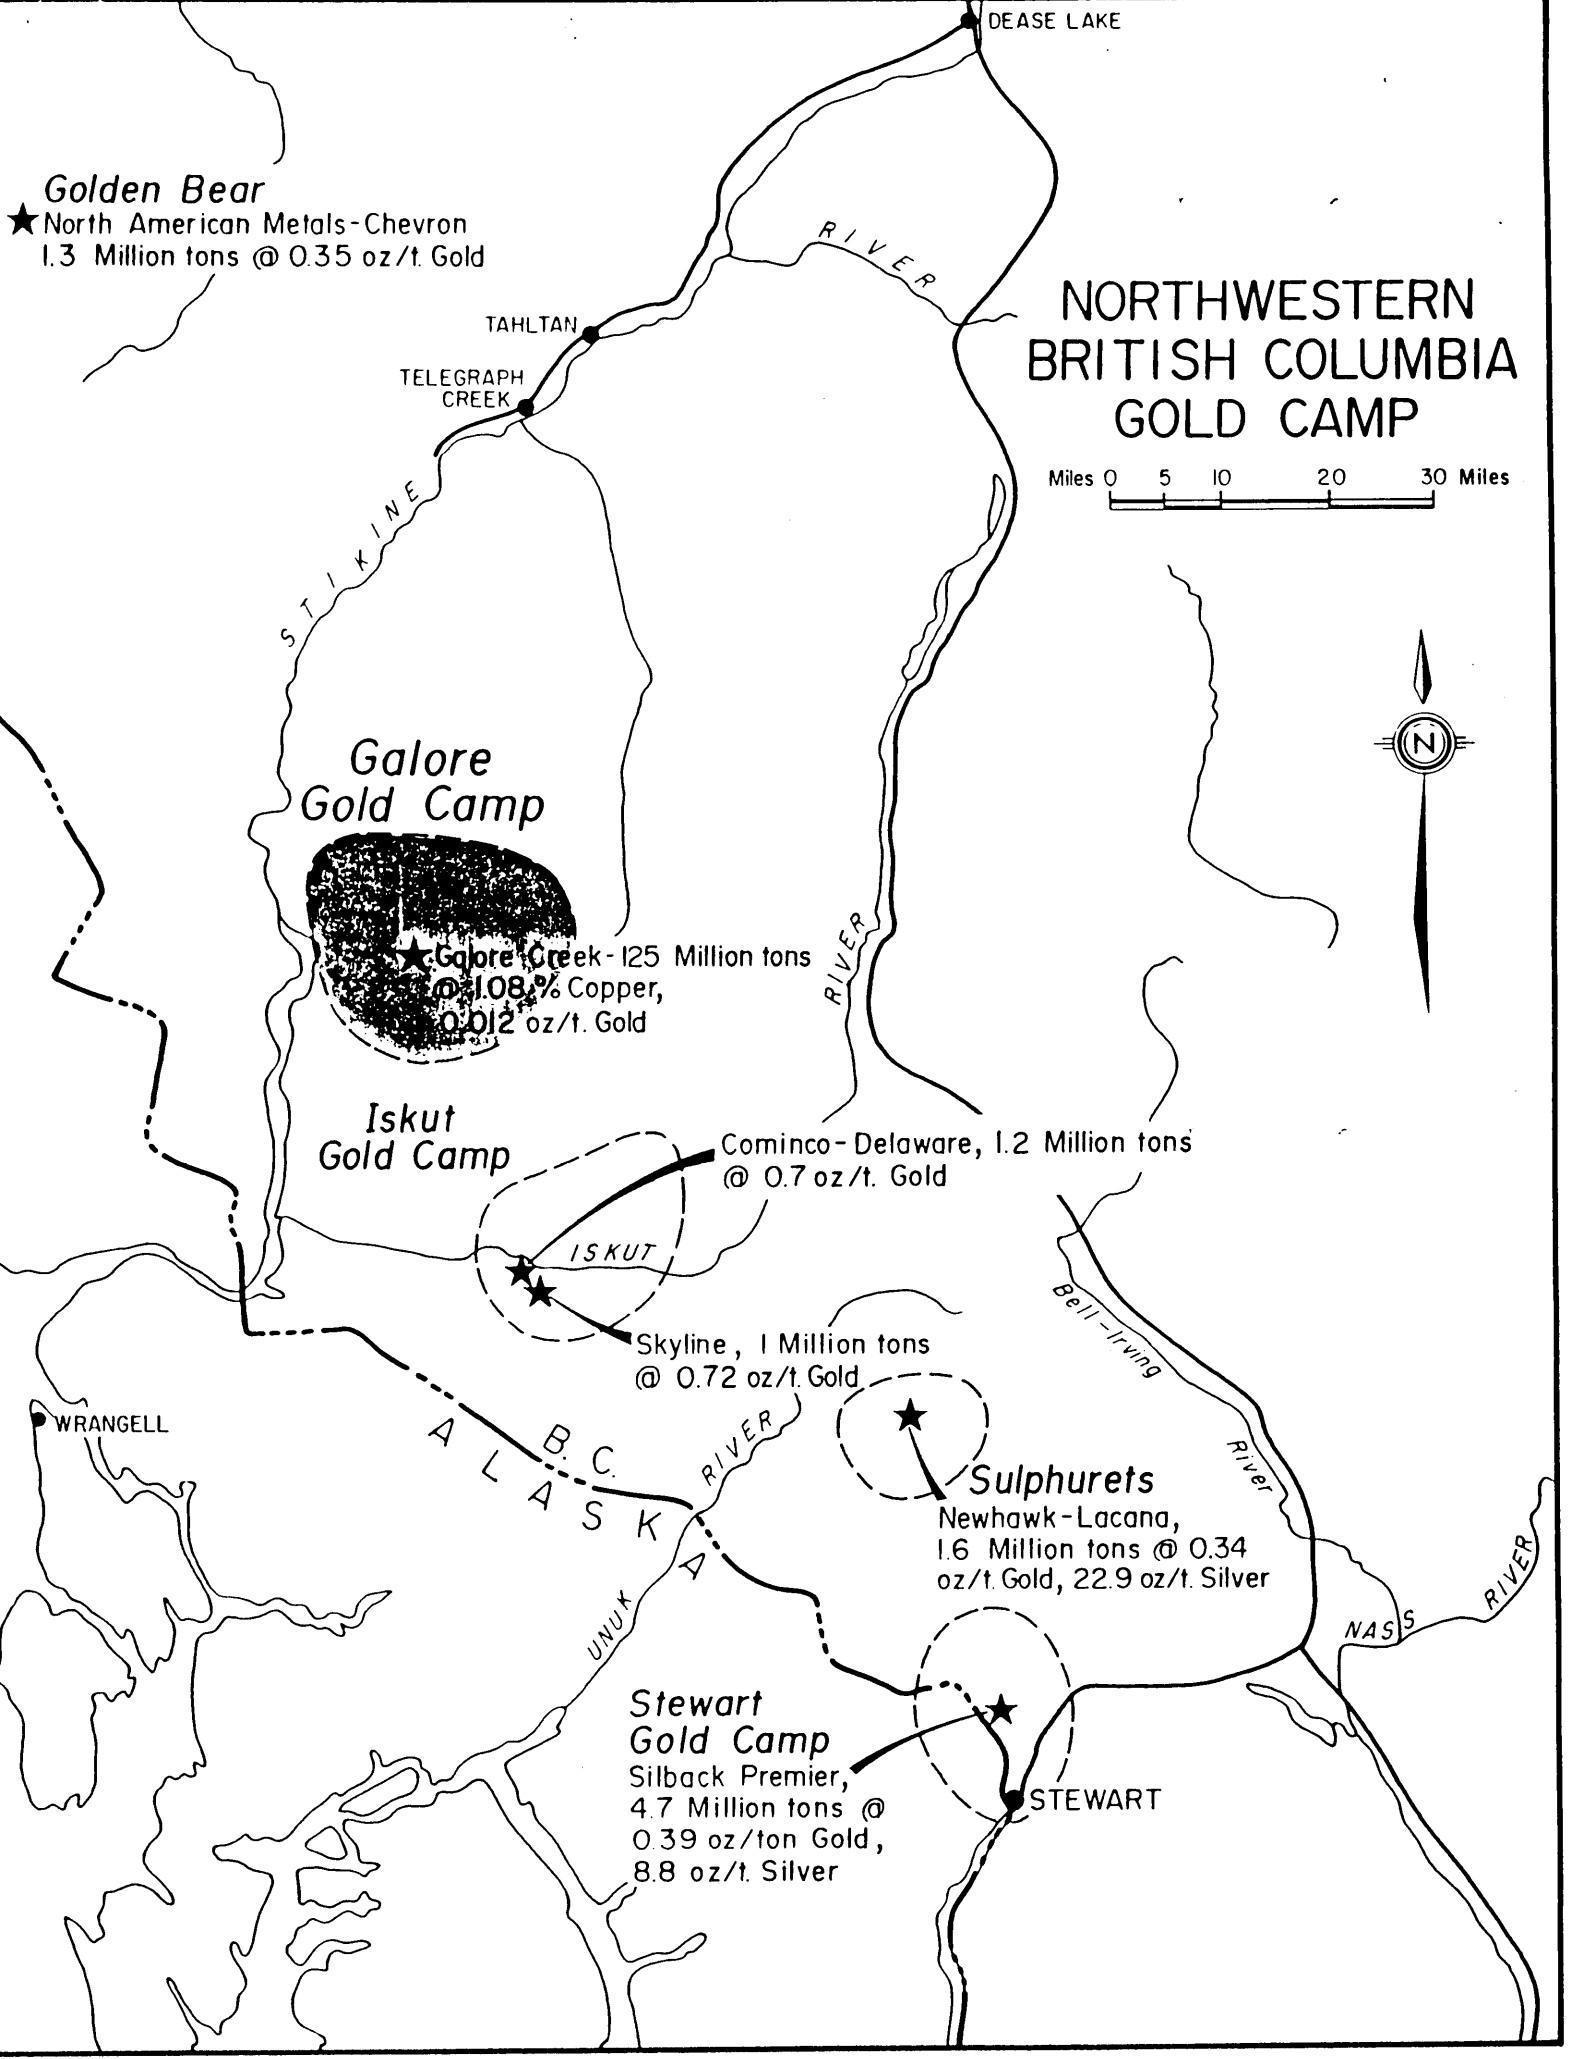 DEASE LAKE
Golden Bear
North American Metals-Chevron
1.3 Million tons @ 0.35 oz/t. Gold
RIVER
NORTHWESTERN
BRITISH COLUMBIA
GOLD CAMP
Miles 0 5 10 20 30 Miles
TAHLTAN
TELEGRAPH
CREEK
STIKINE
N
Galore
Gold Camp
Galore Creek-125 Million tons
@ 1.08 % Copper,
0.012 oz/t. Gold
RIVER
Iskut
Gold Camp
Cominco-Delaware, 1.2 Million tons
@ 0.7 oz/t. Gold
ISKUT
Skyline, 1 Million tons
@ 0.72 oz/t. Gold
Bell-Irving
River
WRANGELL
B.C.
ALASKA
RIVER
UNUK
Sulphurets
Newhawk-Lacana,
1.6 Million tons @ 0.34
oz/t. Gold, 22.9 oz/t. Silver
NASS
RIVER
Stewart
Gold Camp
Silback Premier,
4.7 Million tons @
0.39 oz/ton Gold,
8.8 oz/t. Silver
STEWART